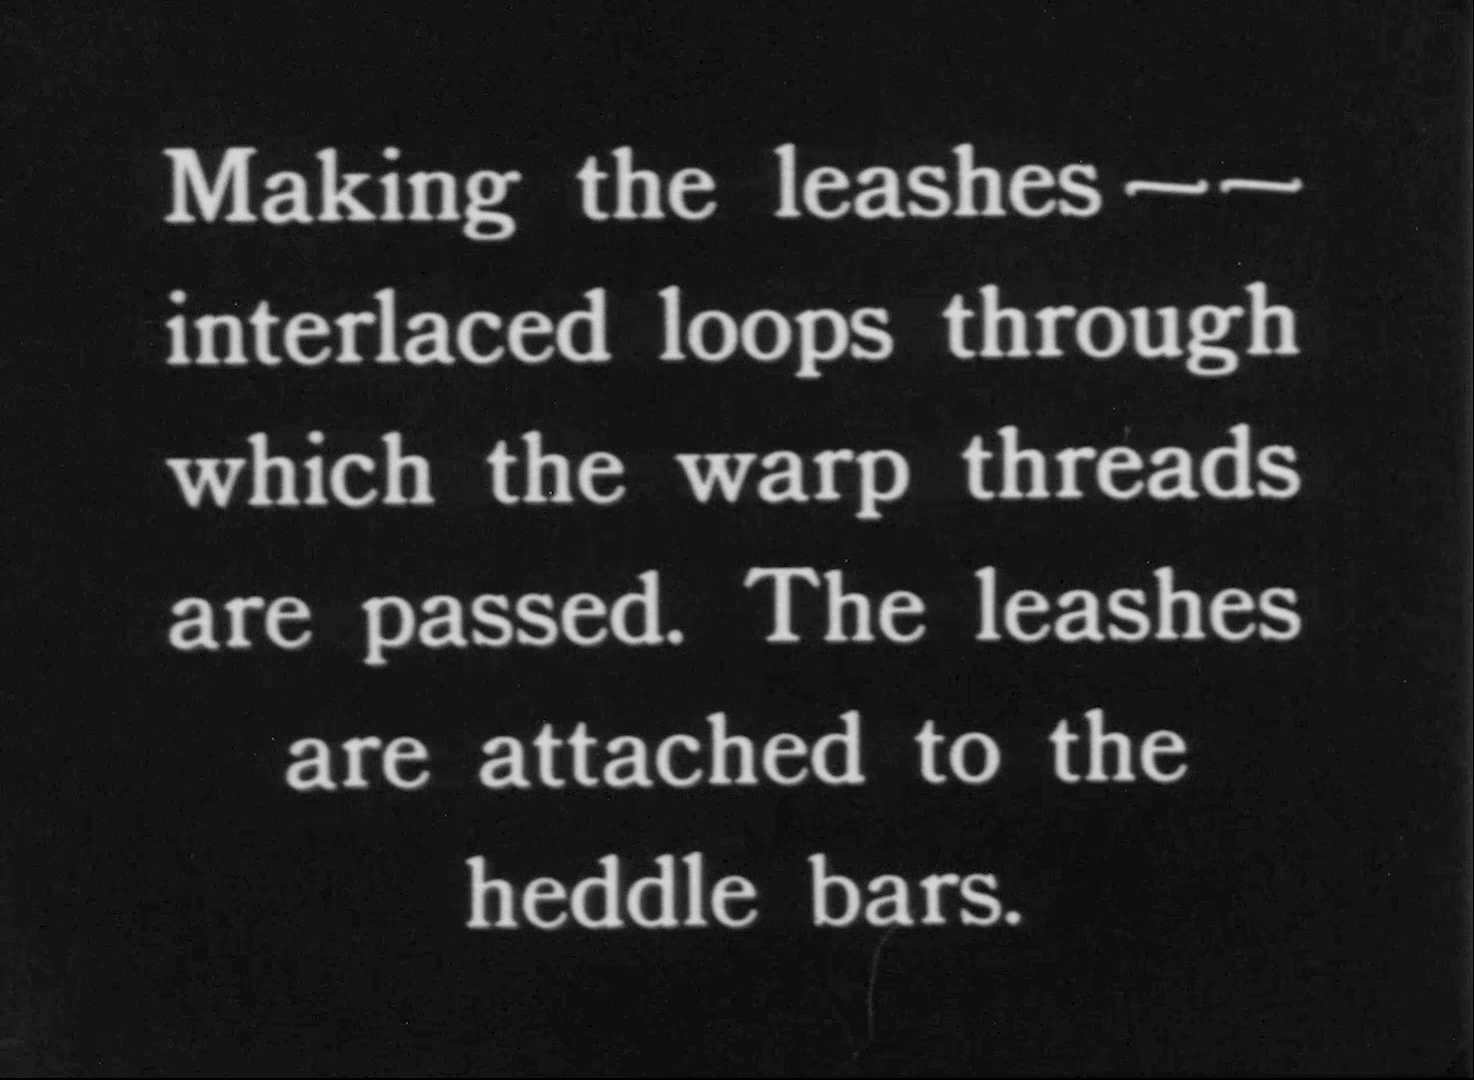 Making the leashes ~~
interlaced loops through
which the warp threads
are passed. The leashes
are attached to the
heddle bars.